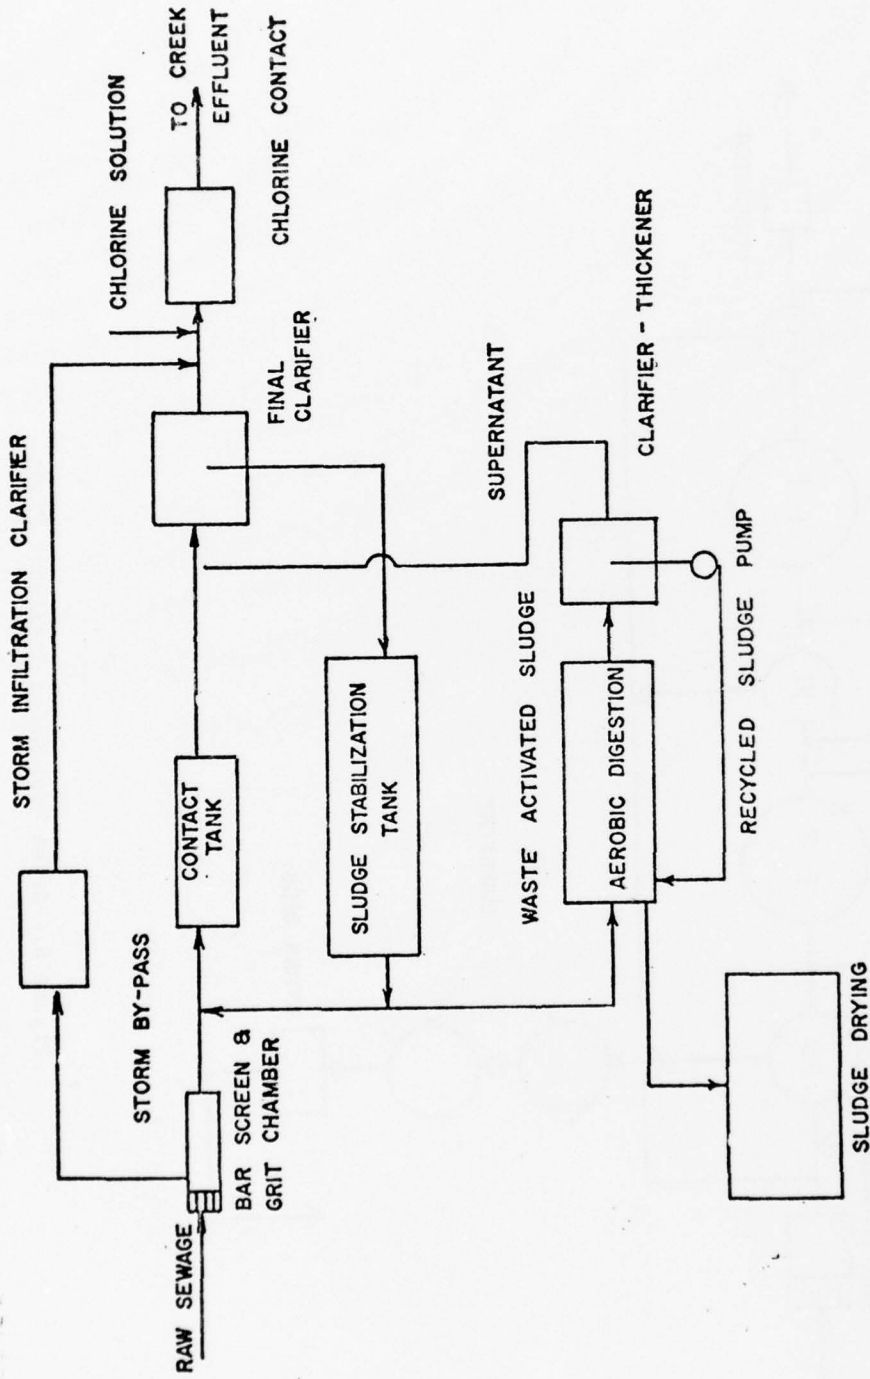 STORM INFILTRATION CLARIFIER
CHLORINE SOLUTION
TO CREEK
EFFLUENT
CHLORINE CONTACT
STORM BY-PASS
RAW SEWAGE
BAR SCREEN &
GRIT CHAMBER
CONTACT
TANK
FINAL
CLARIFIER
SLUDGE STABILIZATION
TANK
SUPERNATANT
WASTE ACTIVATED SLUDGE
AEROBIC DIGESTION
CLARIFIER - THICKENER
RECYCLED SLUDGE PUMP
SLUDGE DRYING